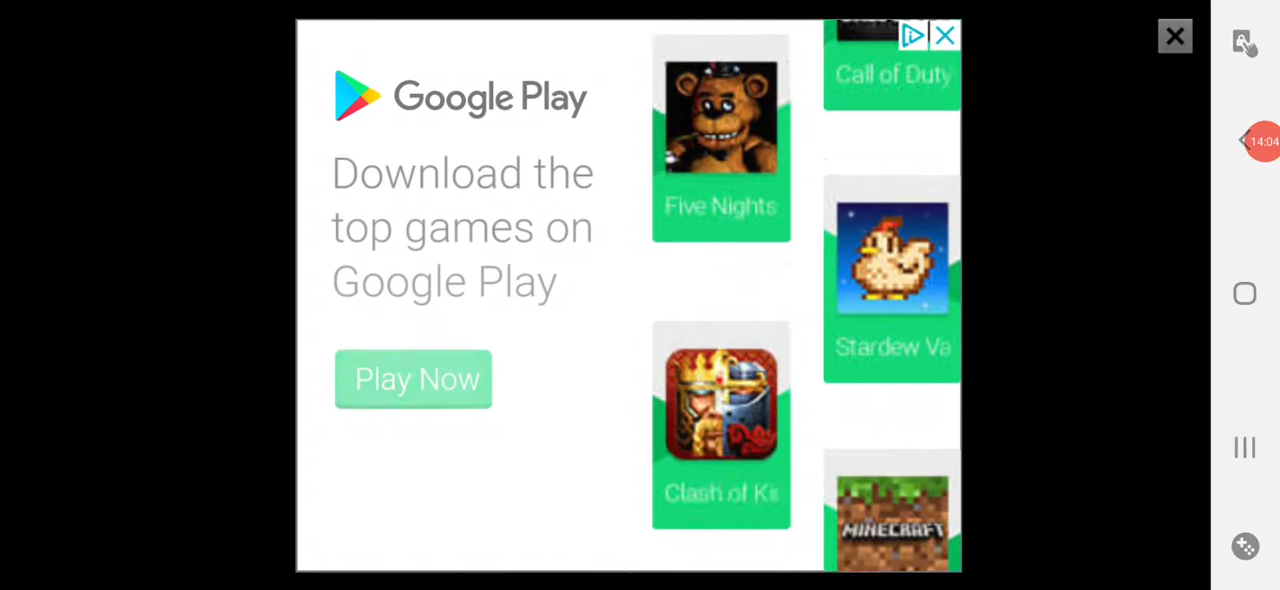 Google Play
Download the
top games on
Google Play
Play Now
Five Nights
Clash of Ki
Call of Duty
Stardew Va
MINECRAFT
14:04